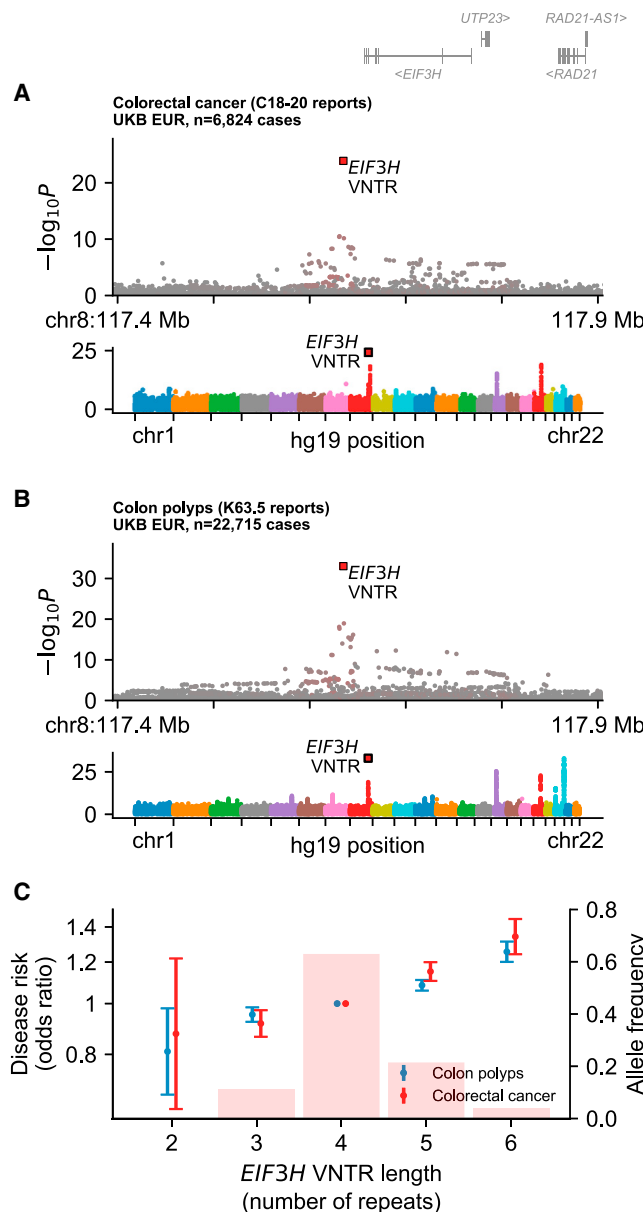 UTP23> RAD21-AS1>
<EIF3H <RAD21
A
Colorectal cancer (C18-20 reports)
UKB EUR, n=6,824 cases
EIF3H
VNTR
20
10
0
−log10P
chr8:117.4 Mb 117.9 Mb
EIF3H
VNTR
25
0
chr1 hg19 position chr22
B
Colon polyps (K63.5 reports)
UKB EUR, n=22,715 cases
EIF3H
VNTR
30
20
10
0
−log10P
chr8:117.4 Mb 117.9 Mb
EIF3H
VNTR
25
0
chr1 hg19 position chr22
C
Disease risk
(odds ratio)
1.4
1.2
1
0.8
0.8
0.6
0.4
0.2
0.0
Allele frequency
Colon polyps
Colorectal cancer
2 3 4 5 6
EIF3H VNTR length
(number of repeats)